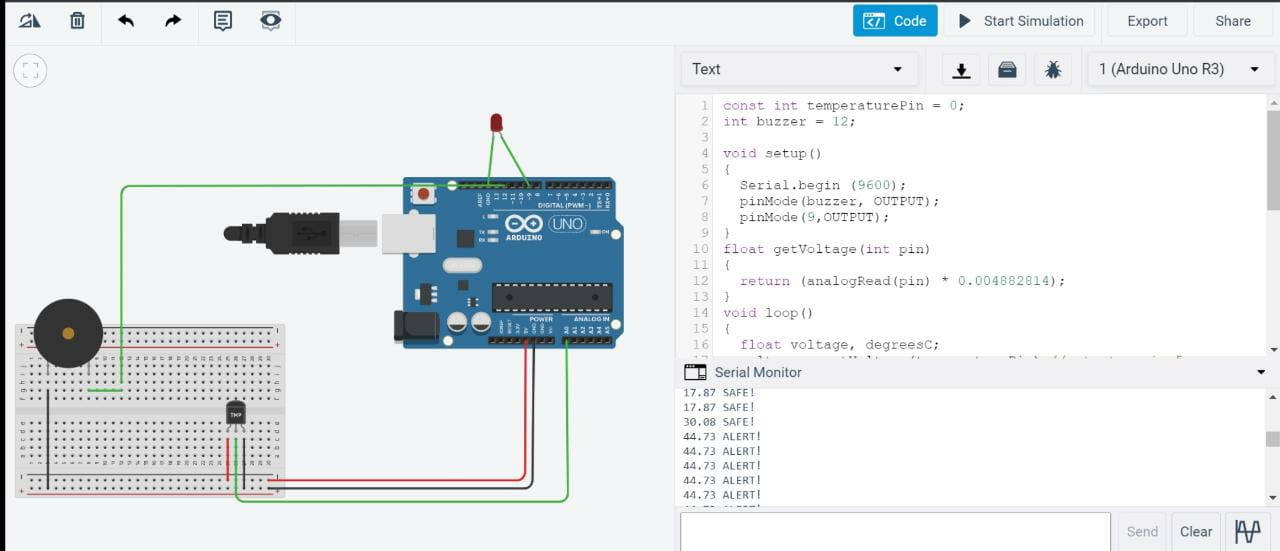 Code
Start Simulation
Export
Share
Text
1 (Arduino Uno R3)
1 const int temperaturePin = 0;
2 int buzzer = 12;
3
4 void setup()
5 {
6 Serial.begin (9600);
7 pinMode(buzzer, OUTPUT);
8 pinMode(9,OUTPUT);
9 }
10 float getVoltage(int pin)
11 {
12 return (analogRead(pin) * 0.004882814);
13 }
14 void loop()
15 {
16 float voltage, degreesC;
DIGITAL (PWM~)
UNO
ARDUINO
L
TX
RX
ON
POWER
ANALOG IN
TMP
Serial Monitor
17.87 SAFE!
17.87 SAFE!
30.08 SAFE!
44.73 ALERT!
44.73 ALERT!
44.73 ALERT!
44.73 ALERT!
44.73 ALERT!
Send
Clear